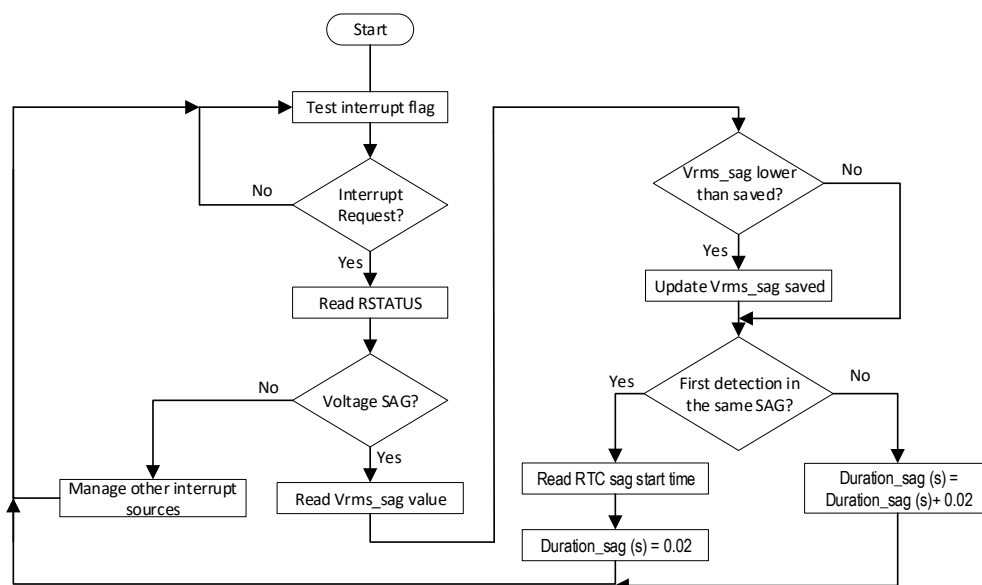 Start
Test interrupt flag
No
Interrupt
Request?
Yes
Read RSTATUS
No
Voltage SAG?
Yes
Manage other interrupt
sources
Read Vrms_sag value
Vrms_sag lower
than saved?
No
Yes
Update Vrms_sag saved
Yes
First detection in
the same SAG?
No
Read RTC sag start time
Duration_sag (s) = 0.02
Duration_sag (s) =
Duration_sag (s)+ 0.02